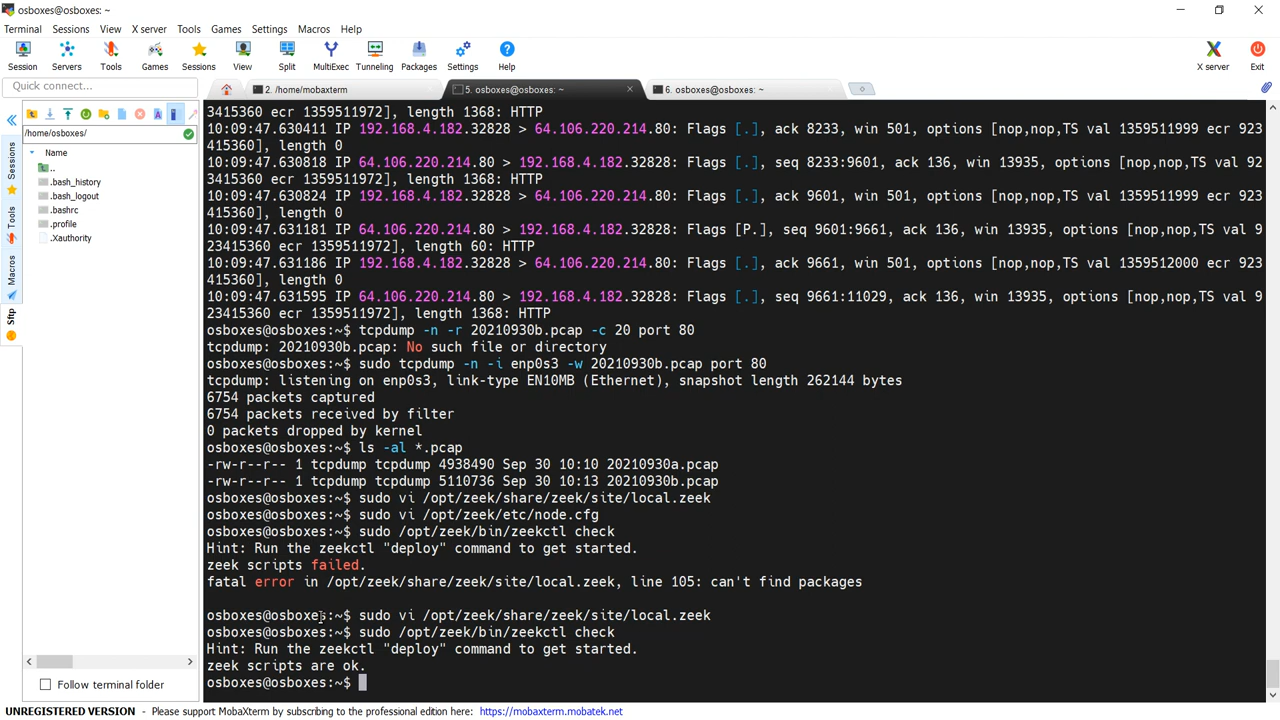 osboxes@osboxes: ~
Terminal Sessions View X server Tools Games Settings Macros Help
Session Servers Tools Games Sessions View Split MultiExec Tunneling Packages Settings Help X server Exit
Quick connect...
2. /home/mobaxterm
5. osboxes@osboxes: ~
6. osboxes@osboxes: ~
/home/osboxes/
Name
..
.bash_history
.bash_logout
.bashrc
.profile
.Xauthority
Sessions
Tools
Macros
Sftp
Follow terminal folder
3415360 ecr 1359511972], length 1368: HTTP
10:09:47.630411 IP 192.168.4.182.32828 > 64.106.220.214.80: Flags [.], ack 8233, win 501, options [nop,nop,TS val 1359511999 ecr 923
415360], length 0
10:09:47.630818 IP 64.106.220.214.80 > 192.168.4.182.32828: Flags [.], seq 8233:9601, ack 136, win 13935, options [nop,nop,TS val 92
3415360 ecr 1359511972], length 1368: HTTP
10:09:47.630824 IP 192.168.4.182.32828 > 64.106.220.214.80: Flags [.], ack 9601, win 501, options [nop,nop,TS val 1359511999 ecr 923
415360], length 0
10:09:47.631181 IP 64.106.220.214.80 > 192.168.4.182.32828: Flags [P.], seq 9601:9661, ack 136, win 13935, options [nop,nop,TS val 9
23415360 ecr 1359511972], length 60: HTTP
10:09:47.631186 IP 192.168.4.182.32828 > 64.106.220.214.80: Flags [.], ack 9661, win 501, options [nop,nop,TS val 1359512000 ecr 923
415360], length 0
10:09:47.631595 IP 64.106.220.214.80 > 192.168.4.182.32828: Flags [.], seq 9661:11029, ack 136, win 13935, options [nop,nop,TS val 9
23415360 ecr 1359511972], length 1368: HTTP
osboxes@osboxes:~$ tcpdump -n -r 20210930b.pcap -c 20 port 80
tcpdump: 20210930b.pcap: No such file or directory
osboxes@osboxes:~$ sudo tcpdump -n -i enp0s3 -w 20210930b.pcap port 80
tcpdump: listening on enp0s3, link-type EN10MB (Ethernet), snapshot length 262144 bytes
6754 packets captured
6754 packets received by filter
0 packets dropped by kernel
osboxes@osboxes:~$ ls -al *.pcap
-rw-r--r-- 1 tcpdump tcpdump 4938490 Sep 30 10:10 20210930a.pcap
-rw-r--r-- 1 tcpdump tcpdump 5110736 Sep 30 10:13 20210930b.pcap
osboxes@osboxes:~$ sudo vi /opt/zeek/share/zeek/site/local.zeek
osboxes@osboxes:~$ sudo vi /opt/zeek/etc/node.cfg
osboxes@osboxes:~$ sudo /opt/zeek/bin/zeekctl check
Hint: Run the zeekctl "deploy" command to get started.
zeek scripts failed.
fatal error in /opt/zeek/share/zeek/site/local.zeek, line 105: can't find packages
osboxes@osboxes:~$ sudo vi /opt/zeek/share/zeek/site/local.zeek
osboxes@osboxes:~$ sudo /opt/zeek/bin/zeekctl check
Hint: Run the zeekctl "deploy" command to get started.
zeek scripts are ok.
osboxes@osboxes:~$
UNREGISTERED VERSION - Please support MobaXterm by subscribing to the professional edition here: https://mobaxterm.mobatek.net